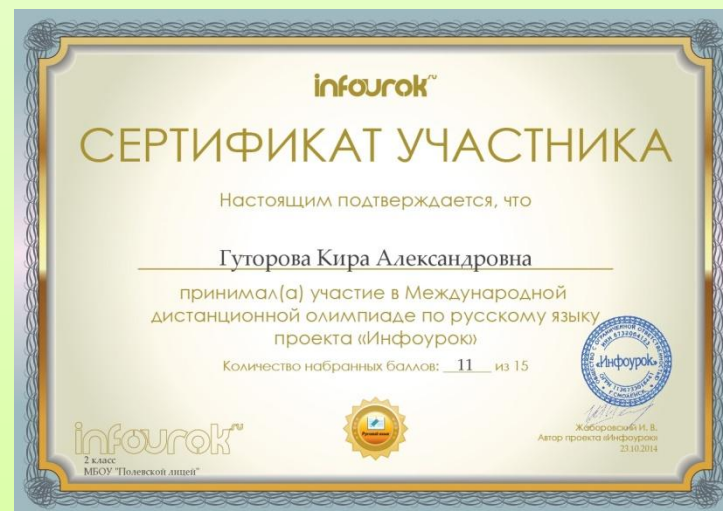 infourok.ru
СЕРТИФИКАТ УЧАСТНИКА
Настоящим подтверждается, что
Гуторова Кира Александровна
принимал(а) участие в Международной
дистанционной олимпиаде по русскому языку
проекта «Инфоурок»
Количество набранных баллов: 11 из 15
«Инфоурок»
Жаборовский И. В.
Автор проекта «Инфоурок»
23.10.2014
infourok.ru
2 класс
МБОУ "Полевской лицей"